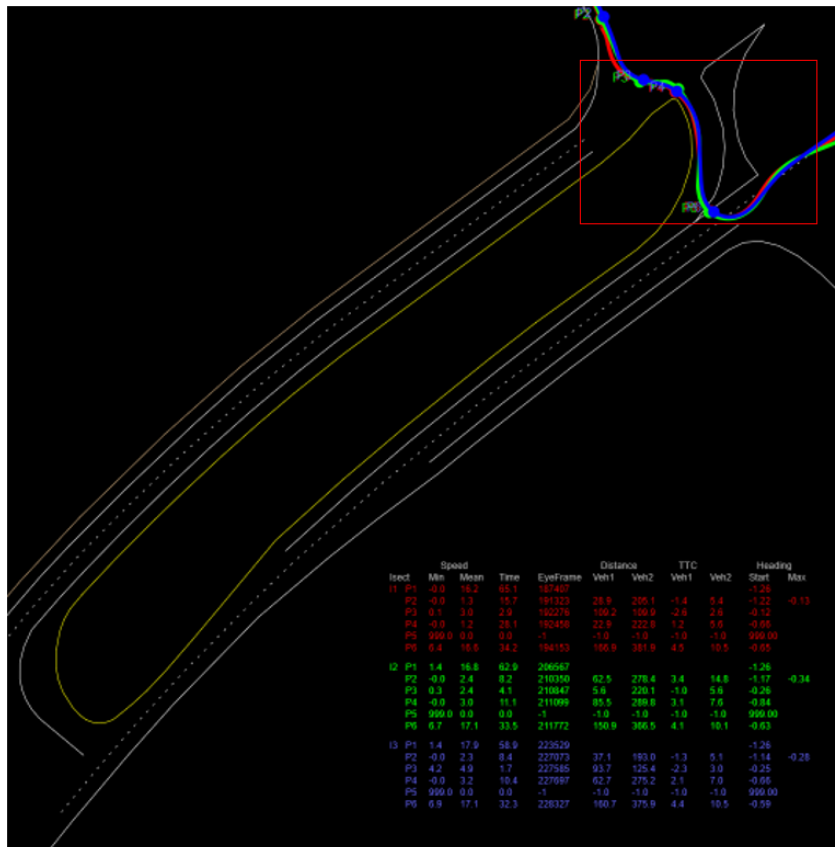 P2
P3
P4
P6
Speed Distance TTC Heading
Isect Min Mean Time EyeFrame Veh1 Veh2 Veh1 Veh2 Start Max
I1 P1 -0.0 16.2 65.1 187407 -1.26
P2 -0.0 1.3 15.7 191323 28.9 205.1 -1.4 5.4 -1.22 -0.13
P3 0.1 3.0 2.9 192276 109.2 109.9 -2.6 2.6 -0.12
P4 -0.0 1.2 28.1 192458 22.9 222.8 1.2 5.6 -0.66
P5 999.0 0.0 0.0 -1 -1.0 -1.0 -1.0 -1.0 999.00
P6 6.4 16.6 34.2 194153 166.9 381.9 4.5 10.5 -0.65
I2 P1 1.4 16.8 62.9 206567 -1.26
P2 -0.0 2.4 8.2 210350 62.5 278.4 3.4 14.8 -1.17 -0.34
P3 0.3 2.4 4.1 210847 5.6 220.1 -1.0 5.6 -0.26
P4 -0.0 3.0 11.1 211099 85.5 289.8 3.1 7.6 -0.84
P5 999.0 0.0 0.0 -1 -1.0 -1.0 -1.0 -1.0 999.00
P6 6.7 17.1 33.5 211772 150.9 366.5 4.1 10.1 -0.63
I3 P1 1.4 17.9 58.9 223529 -1.26
P2 -0.0 2.3 8.4 227073 37.1 193.0 -1.3 5.1 -1.14 -0.28
P3 4.2 4.9 1.7 227585 93.7 125.4 -2.3 3.0 -0.25
P4 -0.0 3.2 10.4 227697 62.7 275.2 2.1 7.0 -0.66
P5 999.0 0.0 0.0 -1 -1.0 -1.0 -1.0 -1.0 999.00
P6 6.9 17.1 32.3 228327 160.7 375.9 4.4 10.5 -0.59